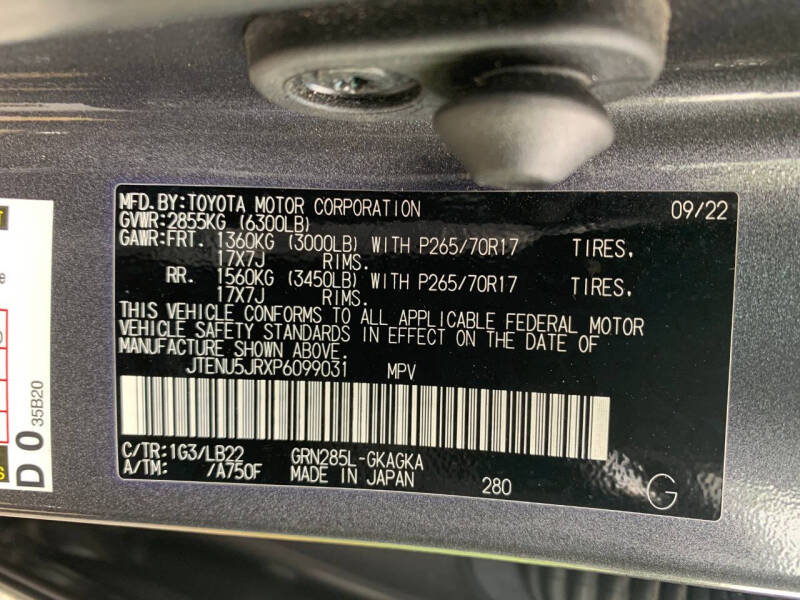 MFD.BY:TOYOTA MOTOR CORPORATION 09/22
GVWR:2855KG (6300LB)
GAWR:FRT. 1360KG (3000LB) WITH P265/70R17 TIRES,
17X7J RIMS.
RR. 1560KG (3450LB) WITH P265/70R17 TIRES,
17X7J RIMS.
THIS VEHICLE CONFORMS TO ALL APPLICABLE FEDERAL MOTOR
VEHICLE SAFETY STANDARDS IN EFFECT ON THE DATE OF
MANUFACTURE SHOWN ABOVE.
JTENU5JRXP6099031 MPV
C/TR:1G3/LB22 GRN285L-GKAGKA
A/TM: /A750F MADE IN JAPAN 280 G
D0 35B20